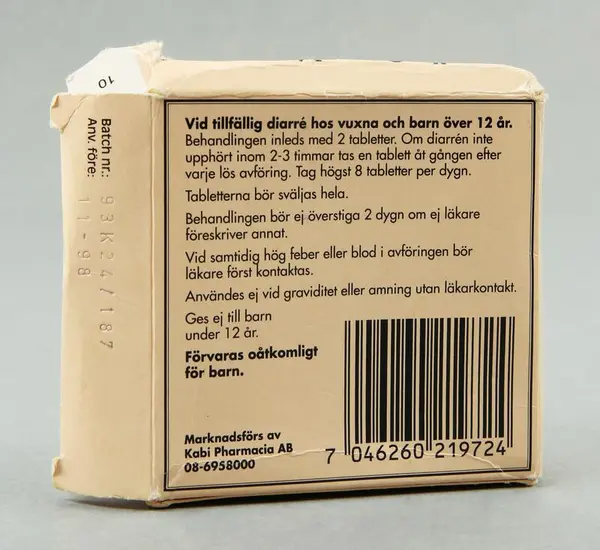 10
Batch nr.: 93K24/187
Anv. före: 11-98
Vid tillfällig diarré hos vuxna och barn över 12 år.
Behandlingen inleds med 2 tabletter. Om diarrén inte
upphört inom 2-3 timmar tas en tablett åt gången efter
varje lös avföring. Tag högst 8 tabletter per dygn.
Tabletterna bör sväljas hela.
Behandlingen bör ej överstiga 2 dygn om ej läkare
föreskriver annat.
Vid samtidig hög feber eller blod i avföringen bör
läkare först kontaktas.
Användes ej vid graviditet eller amning utan läkarkontakt.
Ges ej till barn
under 12 år.
Förvaras oåtkomligt
för barn.
Marknadsförs av
Kabi Pharmacia AB
08-6958000
7 046260 219724